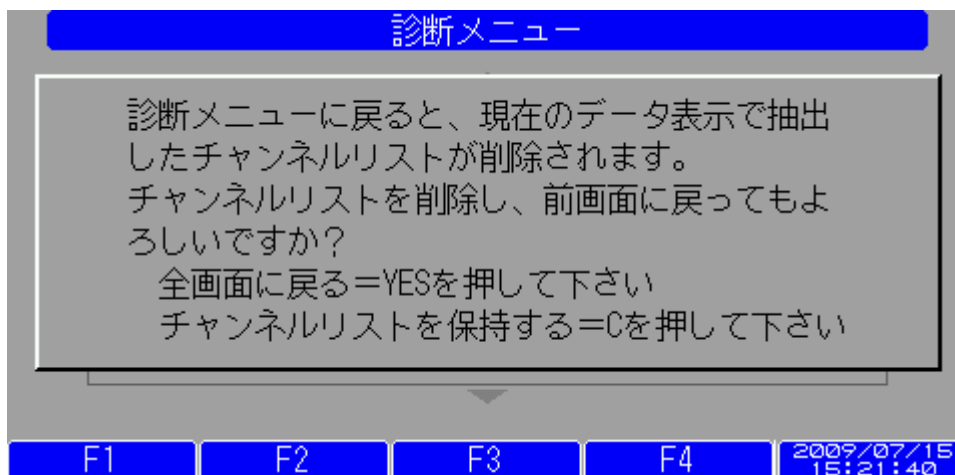 診断メニュー
診断メニューに戻ると、現在のデータ表示で抽出
したチャンネルリストが削除されます。
チャンネルリストを削除し、前画面に戻ってもよ
ろしいですか？
全画面に戻る＝YESを押して下さい
チャンネルリストを保持する＝Cを押して下さい
F1 F2 F3 F4 2009/07/15
15:21:40